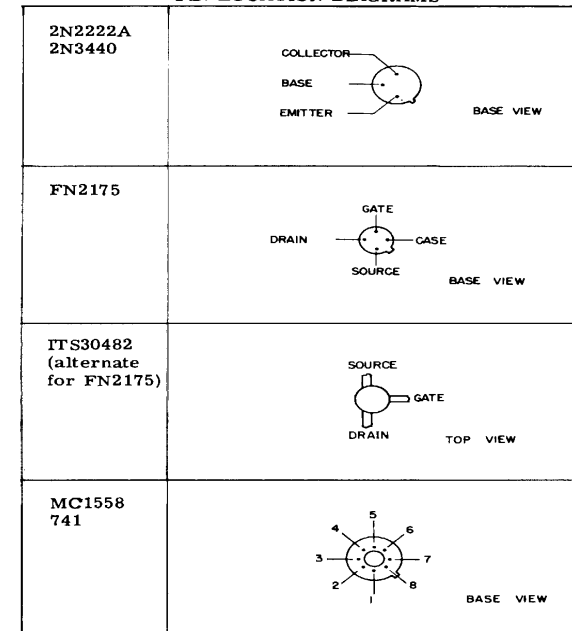 2N2222A
2N3440
COLLECTOR
BASE
EMITTER
BASE VIEW
FN2175
GATE
DRAIN
CASE
SOURCE
BASE VIEW
ITS30482
(alternate
for FN2175)
SOURCE
GATE
DRAIN
TOP VIEW
MC1558
741
5
4
6
3
7
2
8
1
BASE VIEW